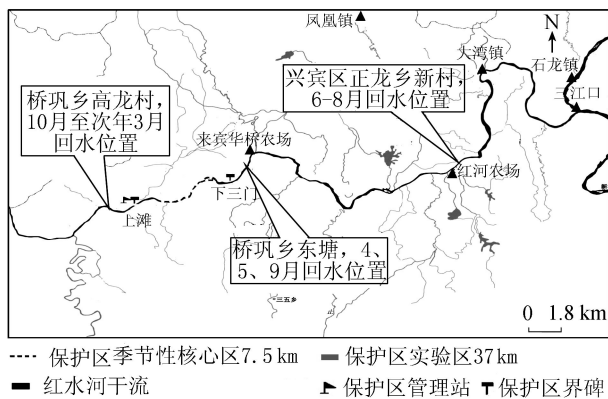 凤凰镇
N
大湾镇
石龙镇
三江口
兴宾区正龙乡新村，
6-8月回水位置
桥巩乡高龙村，
10月至次年3月
回水位置
来宾华桥农场
红河农场
下三门
上滩
桥巩乡东塘，4、
5、9月回水位置
三五乡
0 1.8 km
保护区季节性核心区7.5km
保护区实验区37km
红水河干流
保护区管理站
保护区界碑